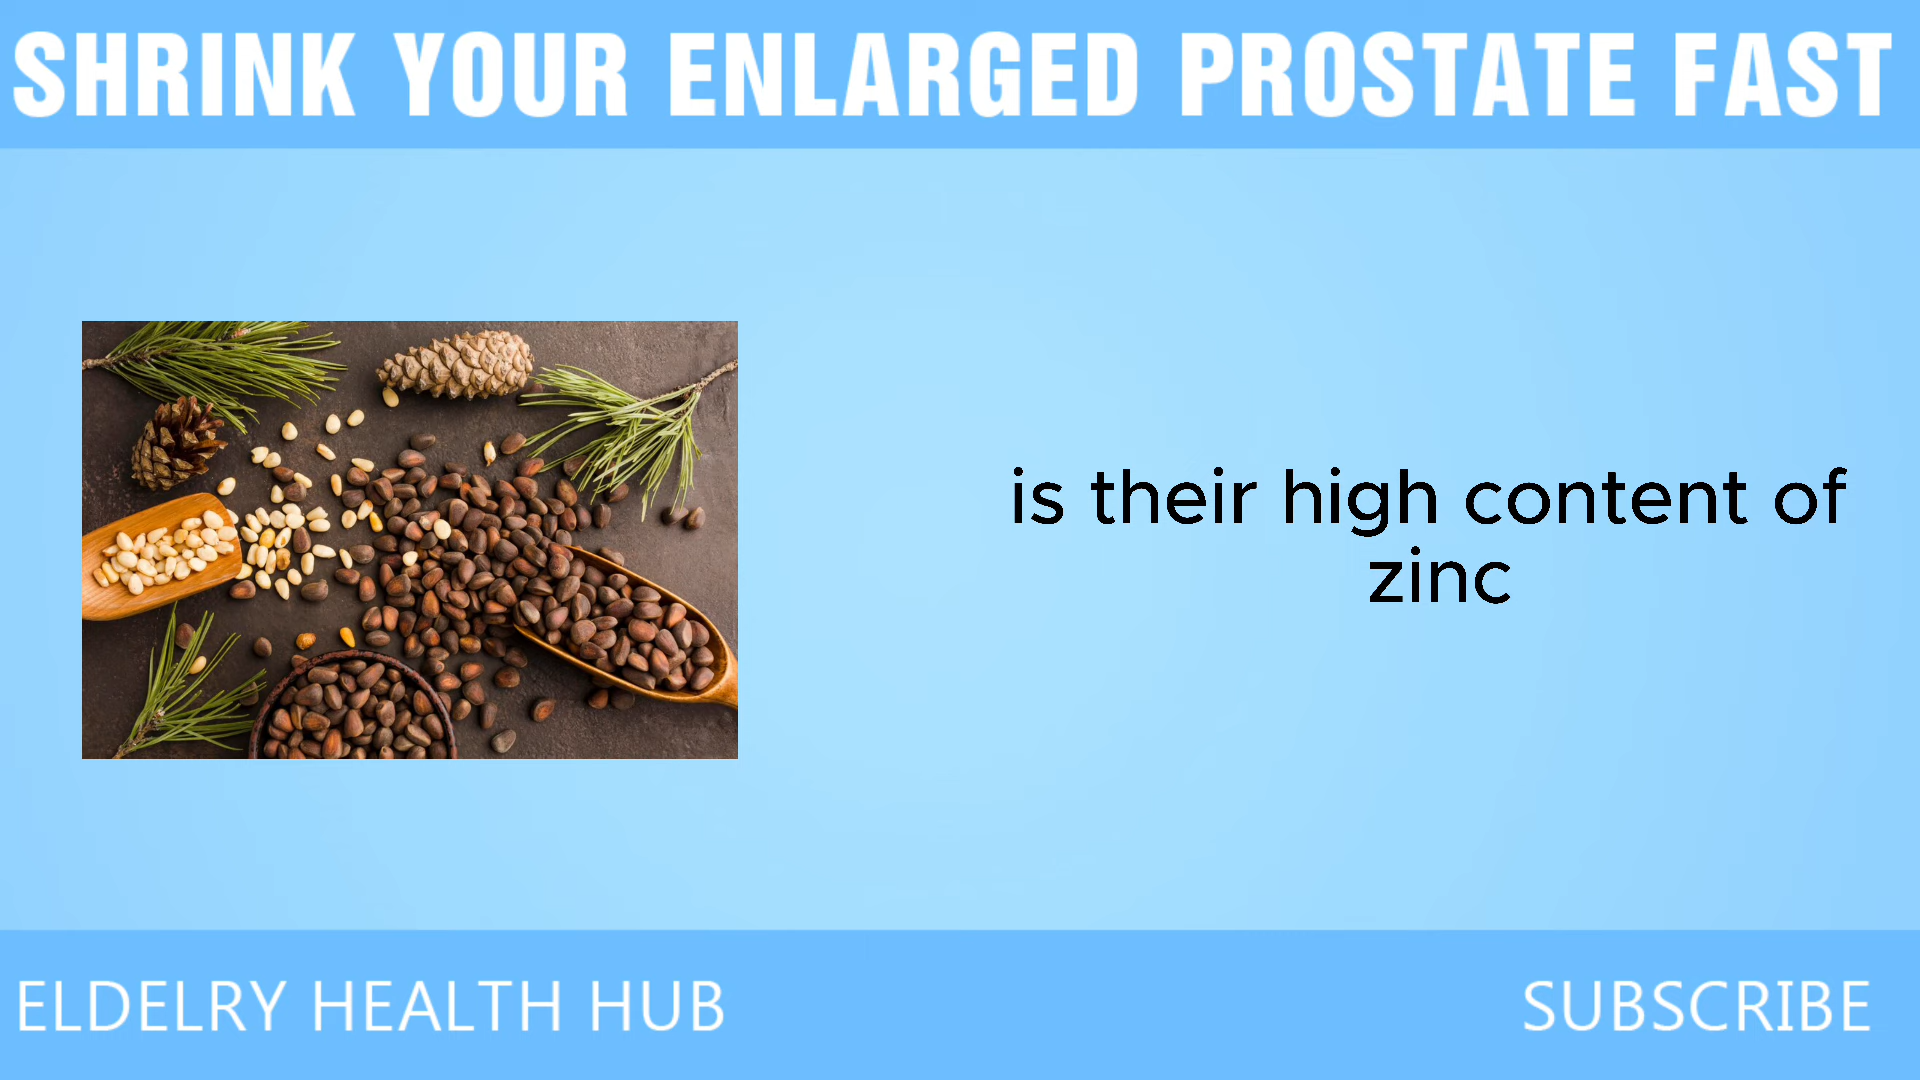 SHRINK YOUR ENLARGED PROSTATE FAST
is their high content of
zinc
ELDELRY HEALTH HUB
SUBSCRIBE